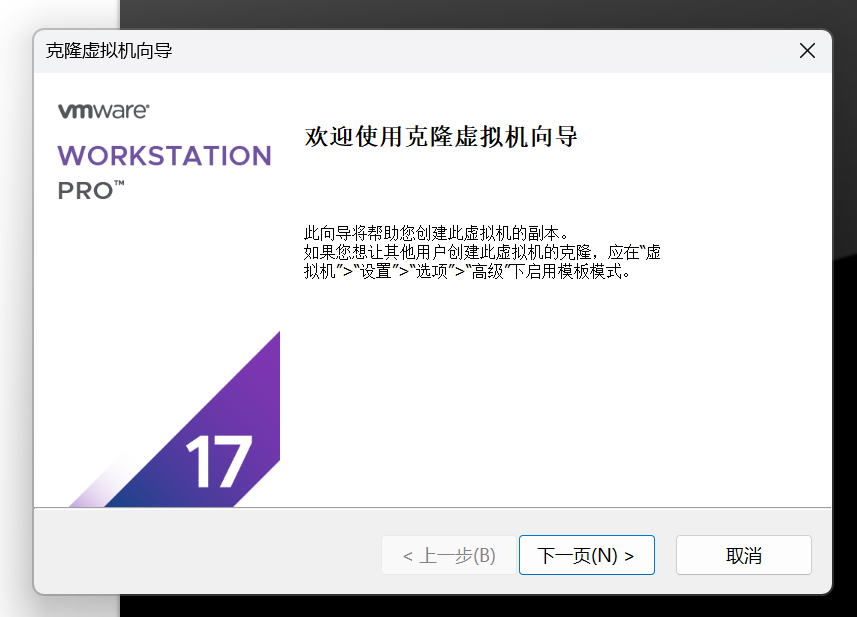 克隆虚拟机向导
vmware®
WORKSTATION
PRO™
欢迎使用克隆虚拟机向导
此向导将帮助您创建此虚拟机的副本。
如果您想让其他用户创建此虚拟机的克隆，应在“虚
拟机”>“设置”>“选项”>“高级”下启用模板模式。
17
< 上一步(B)
下一页(N) >
取消